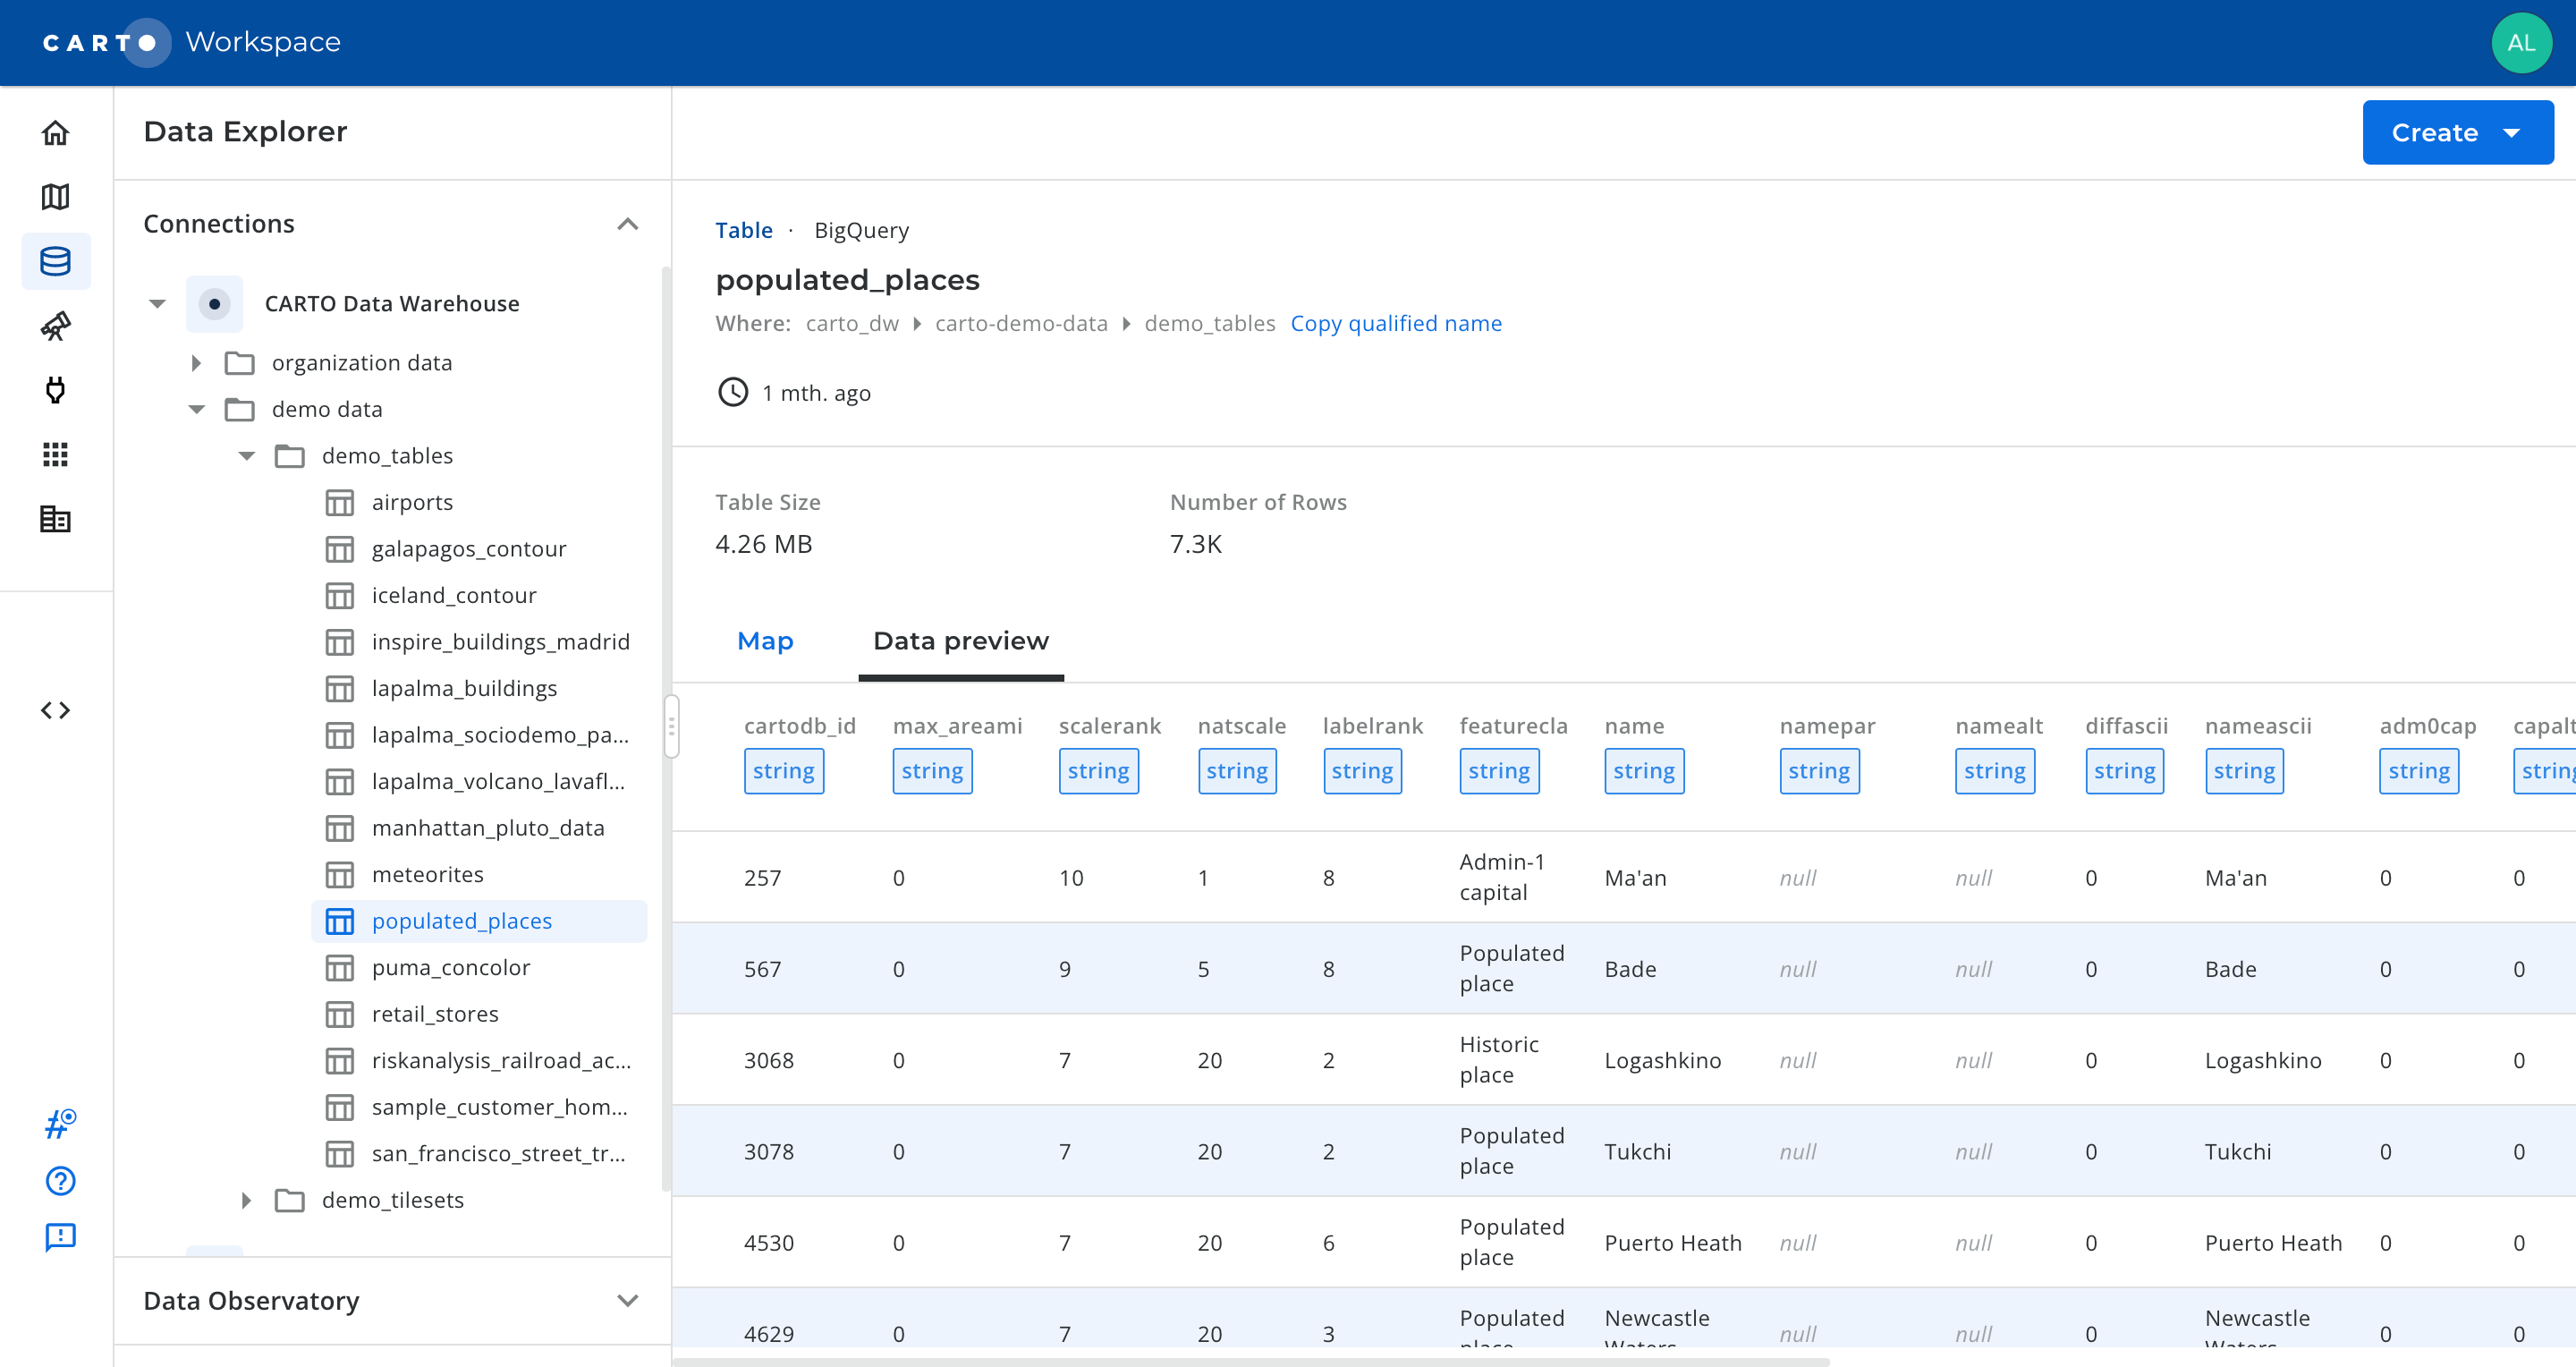 CARTO Workspace
AL
Data Explorer
Create
Connections
CARTO Data Warehouse
organization data
demo data
demo_tables
airports
galapagos_contour
iceland_contour
inspire_buildings_madrid
lapalma_buildings
lapalma_sociodemo_pa...
lapalma_volcano_lavafl...
manhattan_pluto_data
meteorites
populated_places
puma_concolor
retail_stores
riskanalysis_railroad_ac...
sample_customer_hom...
san_francisco_street_tr...
demo_tilesets
Data Observatory
Table · BigQuery
populated_places
Where: carto_dw carto-demo-data demo_tables Copy qualified name
1 mth. ago
Table Size Number of Rows
4.26 MB 7.3K
Map Data preview
cartodb_id max_areami scalerank natscale labelrank featurecla name namepar namealt diffascii nameascii adm0cap capalt
string string string string string string string string string string string string string
257 0 10 1 8 Admin-1 capital Ma'an null null 0 Ma'an 0 0
567 0 9 5 8 Populated place Bade null null 0 Bade 0 0
3068 0 7 20 2 Historic place Logashkino null null 0 Logashkino 0 0
3078 0 7 20 2 Populated place Tukchi null null 0 Tukchi 0 0
4530 0 7 20 6 Populated place Puerto Heath null null 0 Puerto Heath 0 0
4629 0 7 20 3 Populated place Newcastle Waters null null 0 Newcastle Waters 0 0